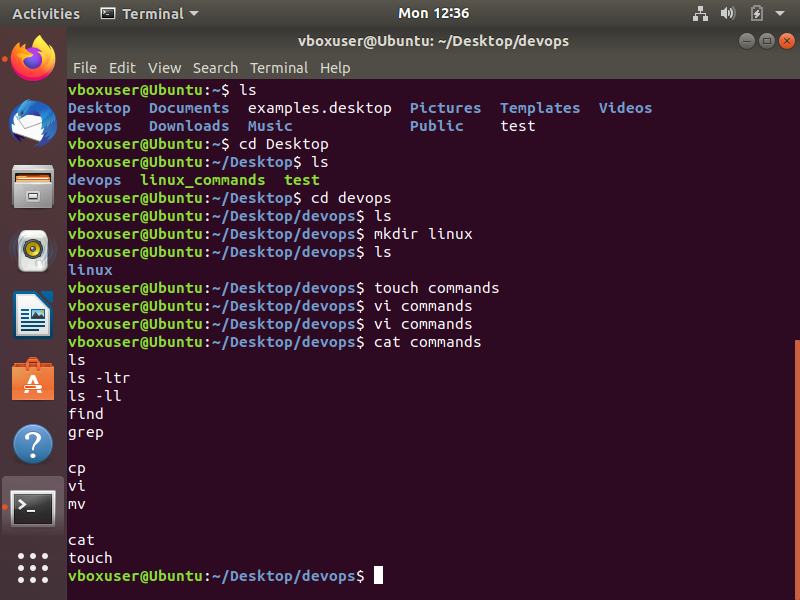 Activities Terminal Mon 12:36
vboxuser@Ubuntu: ~/Desktop/devops
File Edit View Search Terminal Help
vboxuser@Ubuntu:~$ ls
Desktop Documents examples.desktop Pictures Templates Videos
devops Downloads Music Public test
vboxuser@Ubuntu:~$ cd Desktop
vboxuser@Ubuntu:~/Desktop$ ls
devops linux_commands test
vboxuser@Ubuntu:~/Desktop$ cd devops
vboxuser@Ubuntu:~/Desktop/devops$ ls
vboxuser@Ubuntu:~/Desktop/devops$ mkdir linux
vboxuser@Ubuntu:~/Desktop/devops$ ls
linux
vboxuser@Ubuntu:~/Desktop/devops$ touch commands
vboxuser@Ubuntu:~/Desktop/devops$ vi commands
vboxuser@Ubuntu:~/Desktop/devops$ vi commands
vboxuser@Ubuntu:~/Desktop/devops$ cat commands
ls
ls -ltr
ls -ll
find
grep
cp
vi
mv
cat
touch
vboxuser@Ubuntu:~/Desktop/devops$